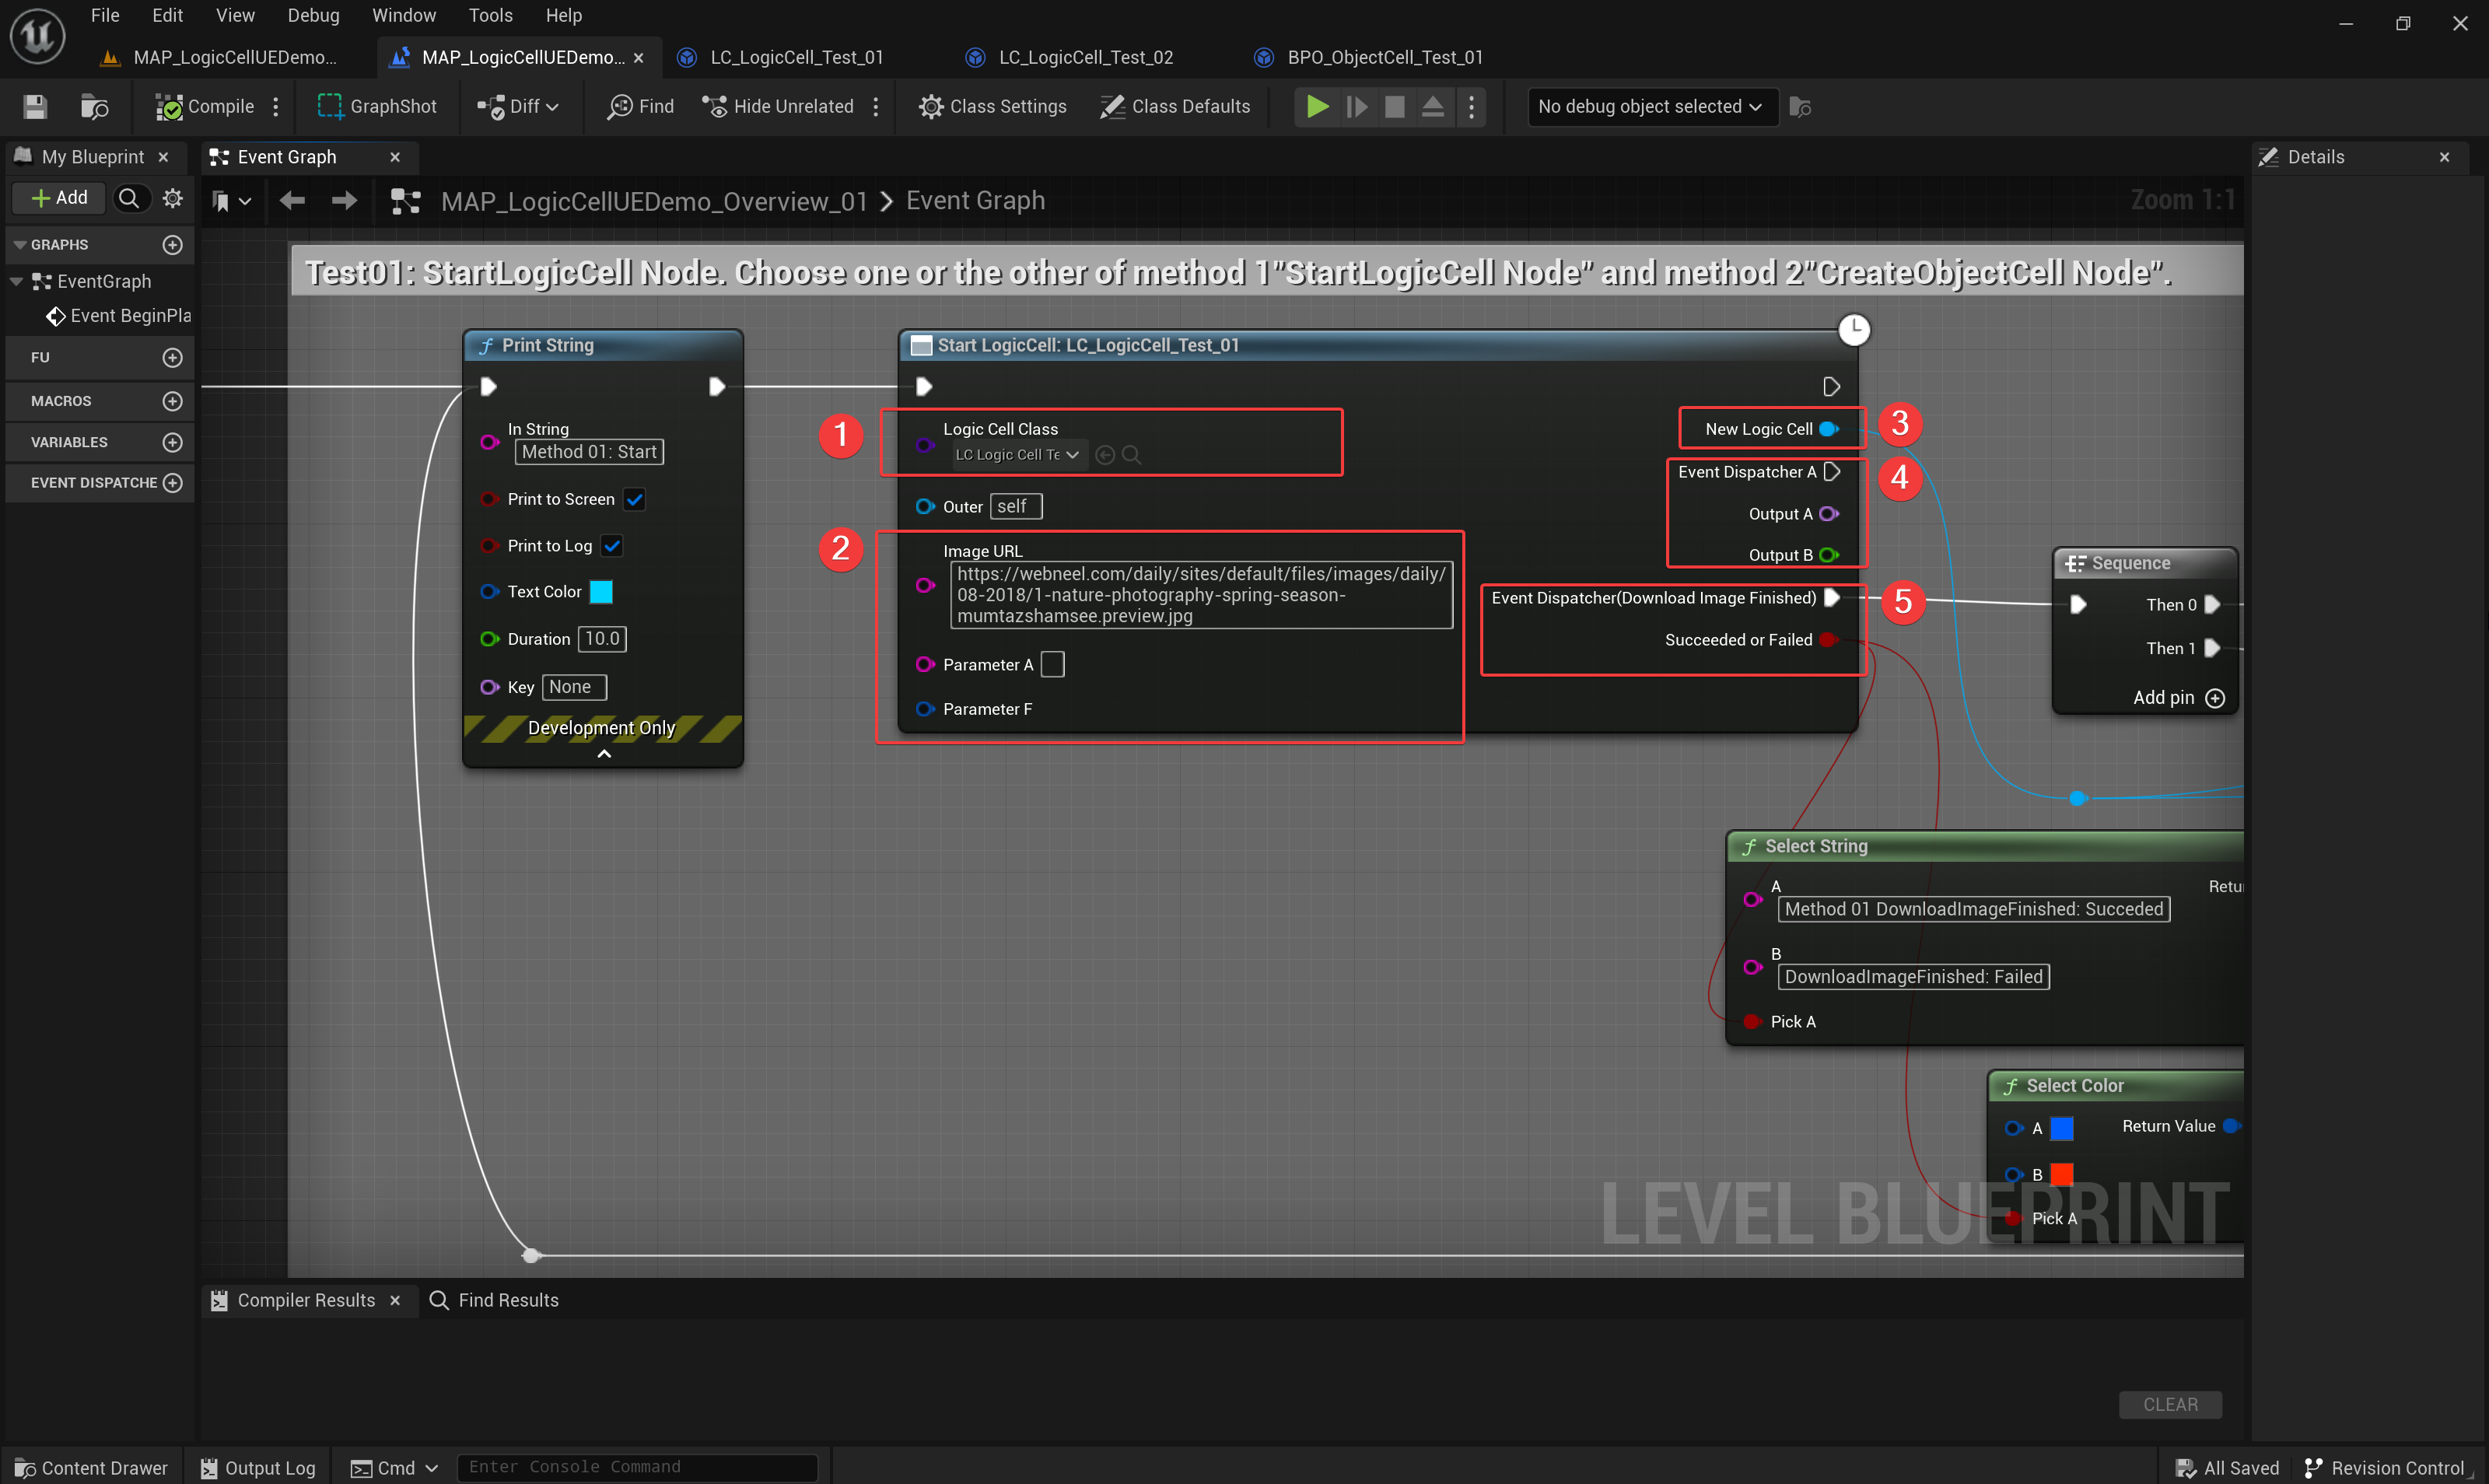 File Edit View Debug Window Tools Help
MAP_LogicCellUEDemo... MAP_LogicCellUEDemo... LC_LogicCell_Test_01 LC_LogicCell_Test_02 BPO_ObjectCell_Test_01
Compile GraphShot Diff Find Hide Unrelated Class Settings Class Defaults No debug object selected
My Blueprint Event Graph Details
Add MAP_LogicCellUEDemo_Overview_01 > Event Graph Zoom 1:1
GRAPHS
EventGraph
Event BeginPla
FU
MACROS
VARIABLES
EVENT DISPATCHE
Test01: StartLogicCell Node. Choose one or the other of method 1"StartLogicCell Node" and method 2"CreateObjectCell Node".
Print String
In String
Method 01: Start
Print to Screen
Print to Log
Text Color
Duration 10.0
Key None
Development Only
Start LogicCell: LC_LogicCell_Test_01
1
Logic Cell Class
LC Logic Cell Te
Outer self
2
Image URL
https://webneel.com/daily/sites/default/files/images/daily/
08-2018/1-nature-photography-spring-season-
mumtazshamsee.preview.jpg
Parameter A
Parameter F
New Logic Cell 3
Event Dispatcher A 4
Output A
Output B
Event Dispatcher(Download Image Finished) 5
Succeeded or Failed
Sequence
Then 0
Then 1
Add pin
Select String
A Retu
Method 01 DownloadImageFinished: Succeded
B
DownloadImageFinished: Failed
Pick A
Select Color
A Return Value
B
Pick A
LEVEL BLUEPRINT
Compiler Results Find Results
CLEAR
Content Drawer Output Log Cmd Enter Console Command All Saved Revision Control